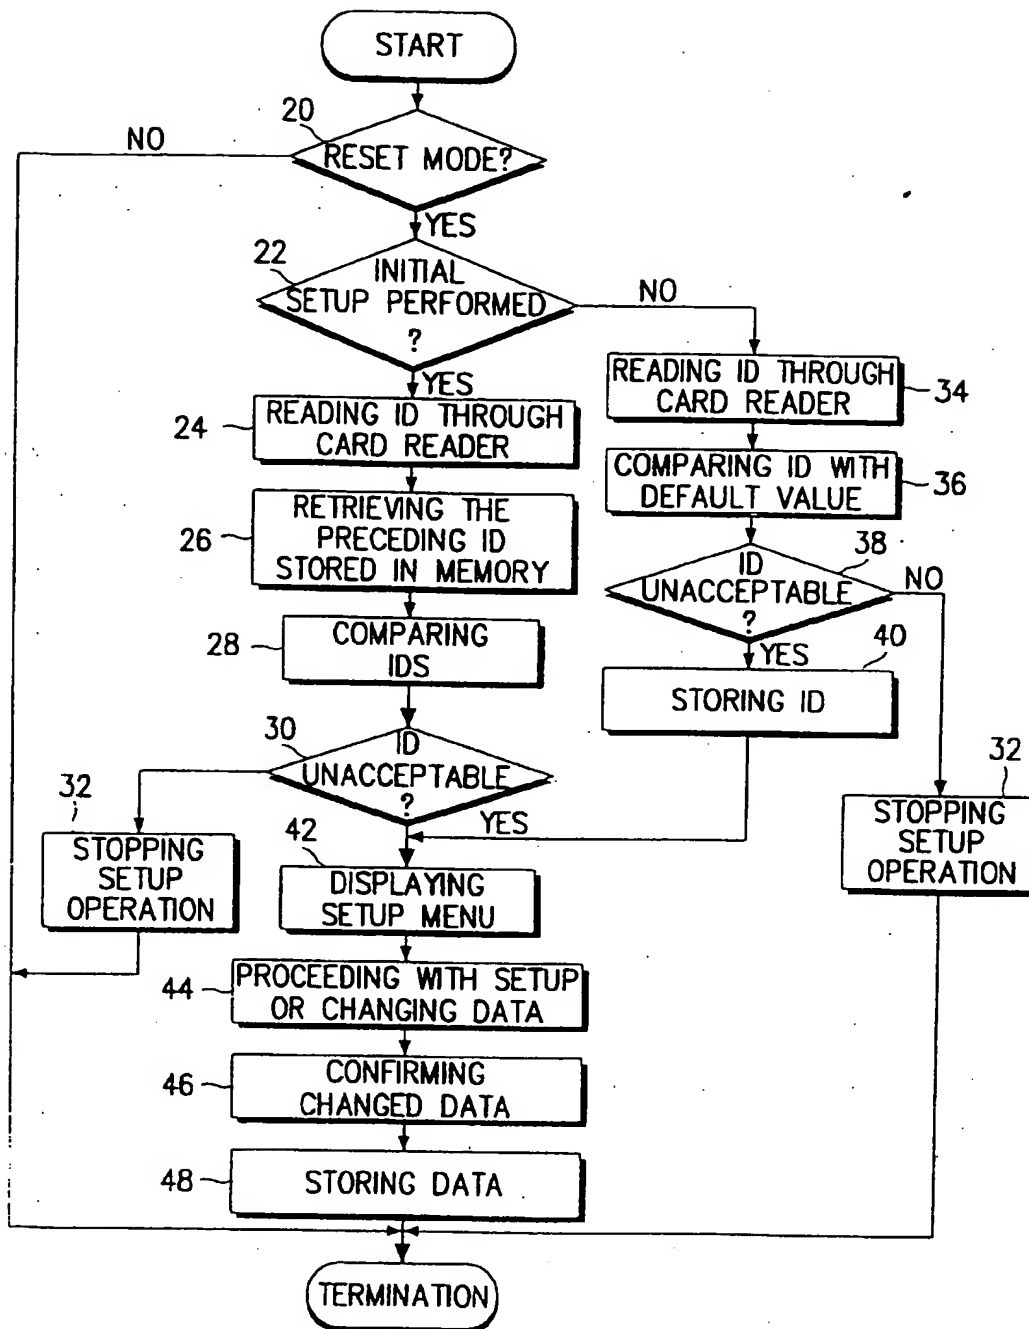 START
20
NO
RESET MODE?
YES
22
INITIAL
SETUP PERFORMED
?
NO
YES
READING ID THROUGH
CARD READER
34
24
READING ID THROUGH
CARD READER
COMPARING ID WITH
DEFAULT VALUE
36
26
RETRIEVING THE
PRECEDING ID
STORED IN MEMORY
38
ID
UNACCEPTABLE
?
NO
YES
28
COMPARING
IDS
40
STORING ID
30
ID
UNACCEPTABLE
?
YES
32
STOPPING
SETUP
OPERATION
32
STOPPING
SETUP
OPERATION
42
DISPLAYING
SETUP MENU
44
PROCEEDING WITH SETUP
OR CHANGING DATA
46
CONFIRMING
CHANGED DATA
48
STORING DATA
TERMINATION